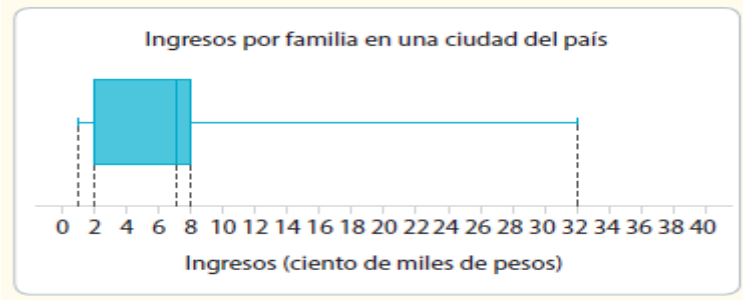 Ingresos por familia en una ciudad del país
0 2 4 6 8 10 12 14 16 18 20 22 24 26 28 30 32 34 36 38 40
Ingresos (ciento de miles de pesos)